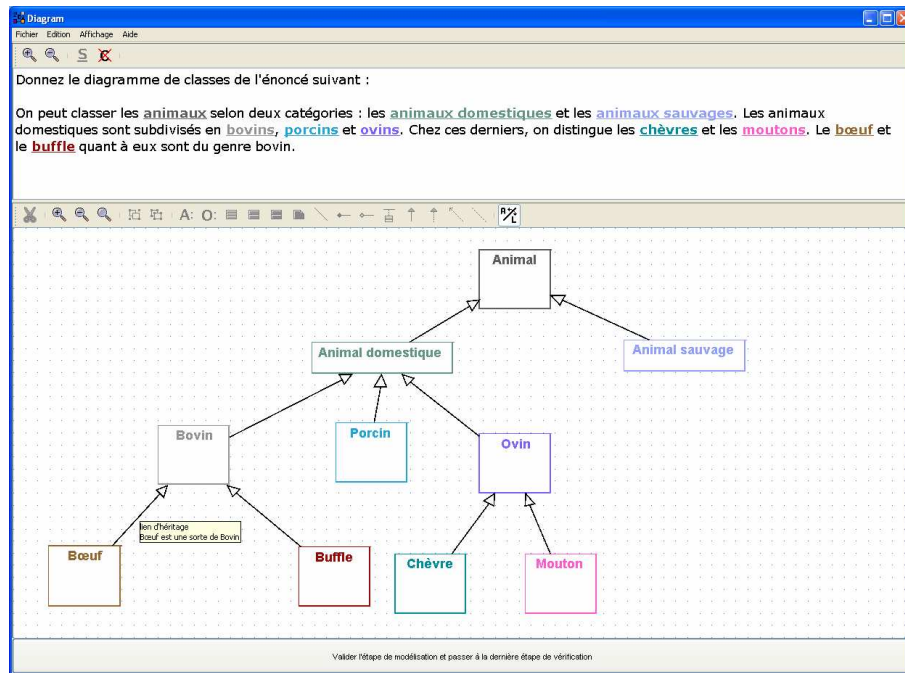 Diagram
Fichier Edition Affichage Aide
S C
Donnez le diagramme de classes de l'énoncé suivant :
On peut classer les animaux selon deux catégories : les animaux domestiques et les animaux sauvages. Les animaux
domestiques sont subdivisés en bovins, porcins et ovins. Chez ces derniers, on distingue les chèvres et les moutons. Le bœuf et
le buffle quant à eux sont du genre bovin.
A: O:
Animal
Animal domestique
Animal sauvage
Bovin
Porcin
Ovin
lien d'héritage
Bœuf est une sorte de Bovin
Bœuf
Buffle
Chèvre
Mouton
Valider l'étape de modélisation et passer à la dernière étape de vérification